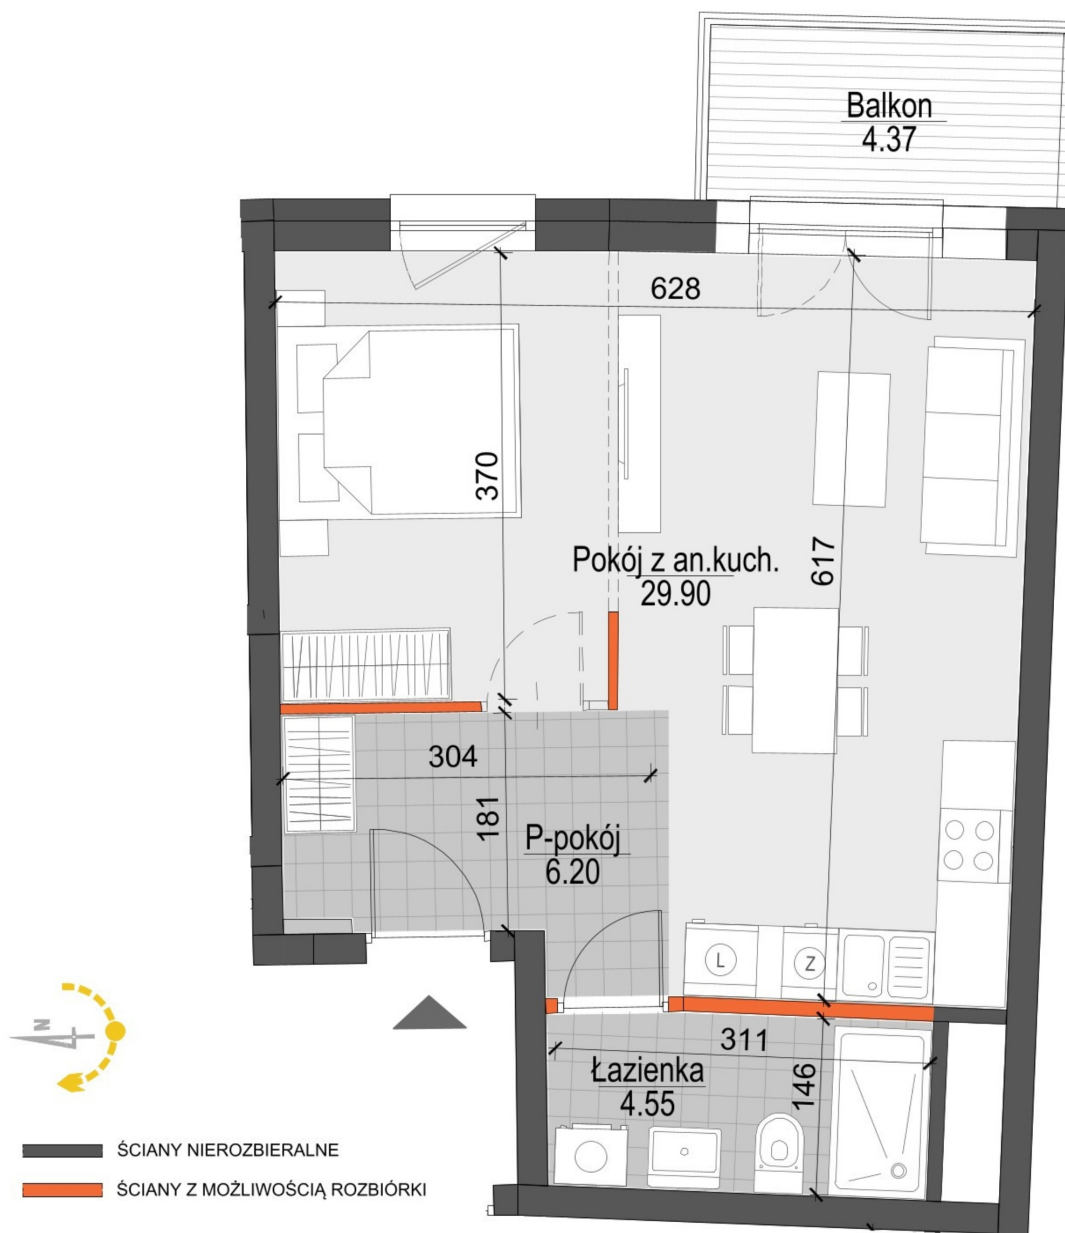 Balkon
4.37
628
370
617
Pokój z an.kuch.
29.90
304
181
P-pokój
6.20
L
Z
N
311
Łazienka
4.55
146
ŚCIANY NIEROZBIERALNE
ŚCIANY Z MOŻLIWOŚCIĄ ROZBIÓRKI